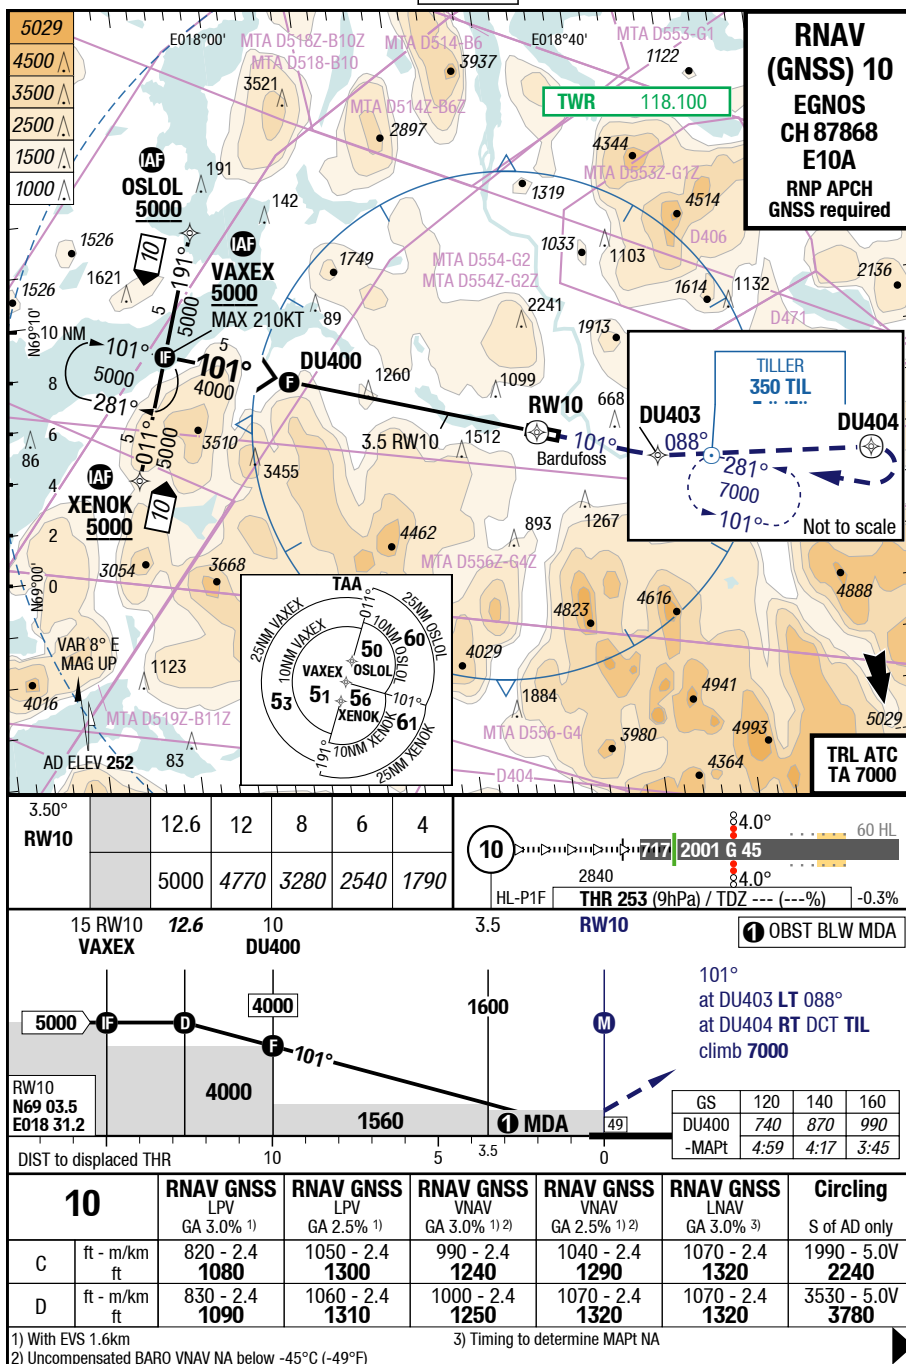 5029
4500
3500
2500
1500
1000
RNAV
(GNSS) 10
EGNOS
CH 87868
E10A
RNP APCH
GNSS required
E018°00'
E018°40'
MTA D518Z-B10Z
MTA D518-B10
MTA D514-B6
MTA D514Z-B6Z
MTA D553-G1
MTA D553Z-G1Z
MTA D554-G2
MTA D554Z-G2Z
D406
D471
3521
3937
2897
1122
TWR 118.100
4344
1319
4514
1033
1103
1614
1132
2136
2241
1913
IAF
OSLOL
5000
191
142
IAF
VAXEX
5000
MAX 210KT
1526
1621
1526
1749
89
10
191°
5
5000
N69°10'
10 NM
8
6
4
2
0
N69°00'
101°
5000
281°
IF
5
101°
4000
F
DU400
1260
1099
668
RW10
3.5 RW10
1512
Bardufoss
101°
3510
3455
86
5
011°
5000
10
IAF
XENOK
5000
3054
3668
4462
893
1267
TILLER
350 TIL
DU403
088°
DU404
281°
7000
101°
Not to scale
MTA D556Z-G4Z
4823
4616
4888
4029
1884
4941
4993
3980
4364
5029
MTA D556-G4
D404
VAR 8° E
MAG UP
1123
4016
MTA D519Z-B11Z
83
AD ELEV 252
TAA
25NM VAXEX
10NM VAXEX
011°
25NM OSLOL
10NM OSLOL
50
60
VAXEX
OSLOL
53
51
56
XENOK
101°
61
191°
10NM XENOK
25NM XENOK
TRL ATC
TA 7000
3.50°
RW10
12.6 12 8 6 4
5000 4770 3280 2540 1790
10
4.0°
60 HL
717
2001 G 45
2840
4.0°
HL-P1F
THR 253 (9hPa) / TDZ --- (---%)
-0.3%
15 RW10 12.6 10 3.5 RW10
VAXEX DU400
1 OBST BLW MDA
5000
IF
D
4000
F
101°
1600
M
4000
1560
1 MDA
49
RW10
N69 03.5
E018 31.2
101°
at DU403 LT 088°
at DU404 RT DCT TIL
climb 7000
GS 120 140 160
DU400 740 870 990
-MAPt 4:59 4:17 3:45
DIST to displaced THR 10 5 3.5 0
10
RNAV GNSS RNAV GNSS RNAV GNSS RNAV GNSS RNAV GNSS Circling
LPV LPV VNAV VNAV LNAV
GA 3.0% 1) GA 2.5% 1) GA 3.0% 1) 2) GA 2.5% 1) 2) GA 3.0% 3) S of AD only
C ft - m/km 820 - 2.4 1050 - 2.4 990 - 2.4 1040 - 2.4 1070 - 2.4 1990 - 5.0V
ft 1080 1300 1240 1290 1320 2240
D ft - m/km 830 - 2.4 1060 - 2.4 1000 - 2.4 1070 - 2.4 1070 - 2.4 3530 - 5.0V
ft 1090 1310 1250 1320 1320 3780
1) With EVS 1.6km 3) Timing to determine MAPt NA
2) Uncompensated BARO VNAV NA below -45°C (-49°F)